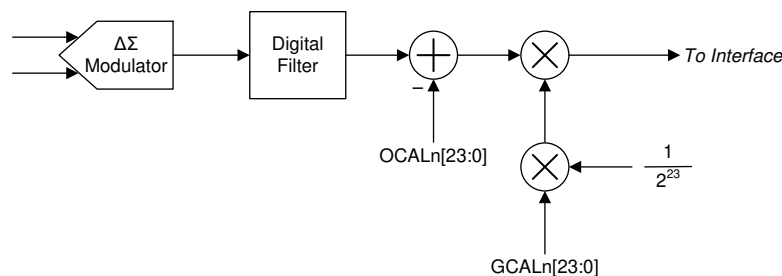 ΔΣ
Modulator
Digital
Filter
To Interface
−
OCALn[23:0]
1
2²³
GCALn[23:0]